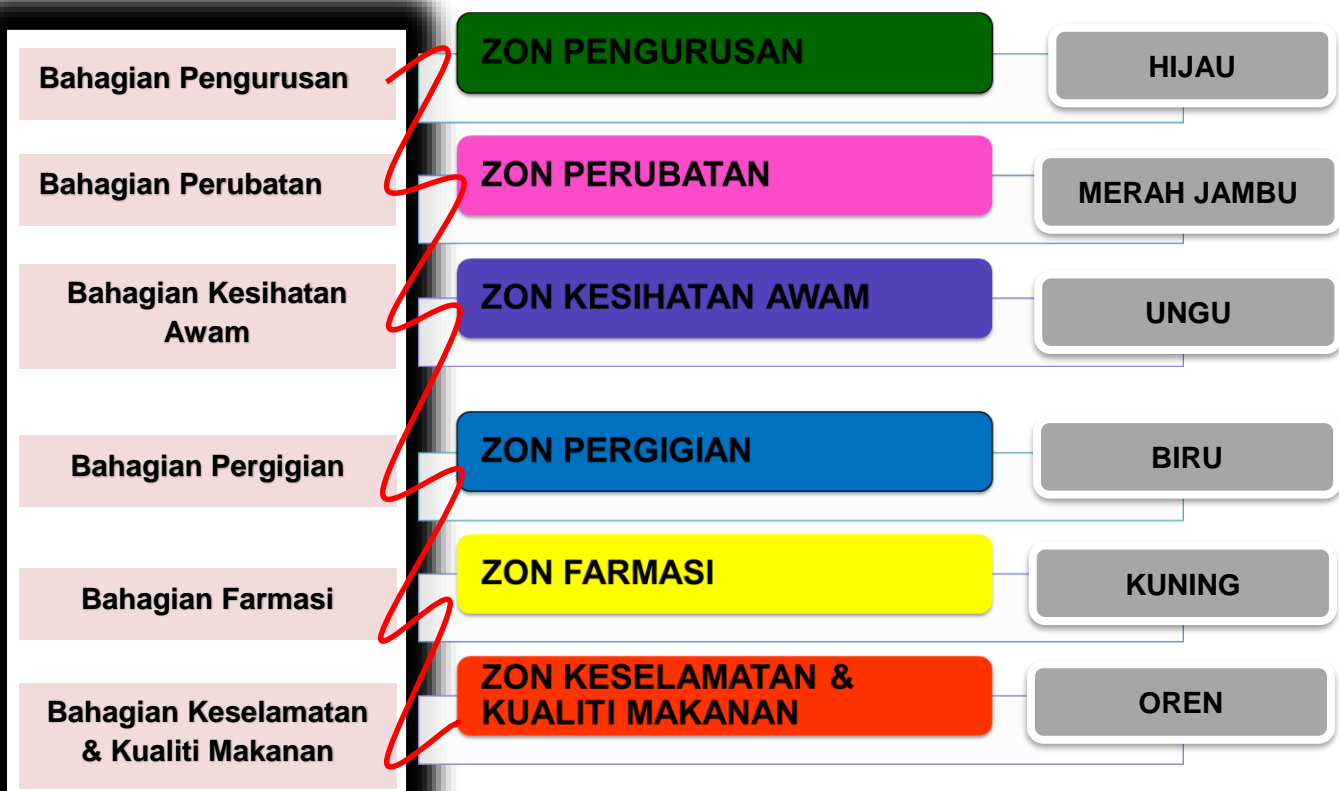 Bahagian Pengurusan
ZON PENGURUSAN
HIJAU
Bahagian Perubatan
ZON PERUBATAN
MERAH JAMBU
Bahagian Kesihatan
Awam
ZON KESIHATAN AWAM
UNGU
Bahagian Pergigian
ZON PERGIGIAN
BIRU
Bahagian Farmasi
ZON FARMASI
KUNING
Bahagian Keselamatan
& Kualiti Makanan
ZON KESELAMATAN &
KUALITI MAKANAN
OREN